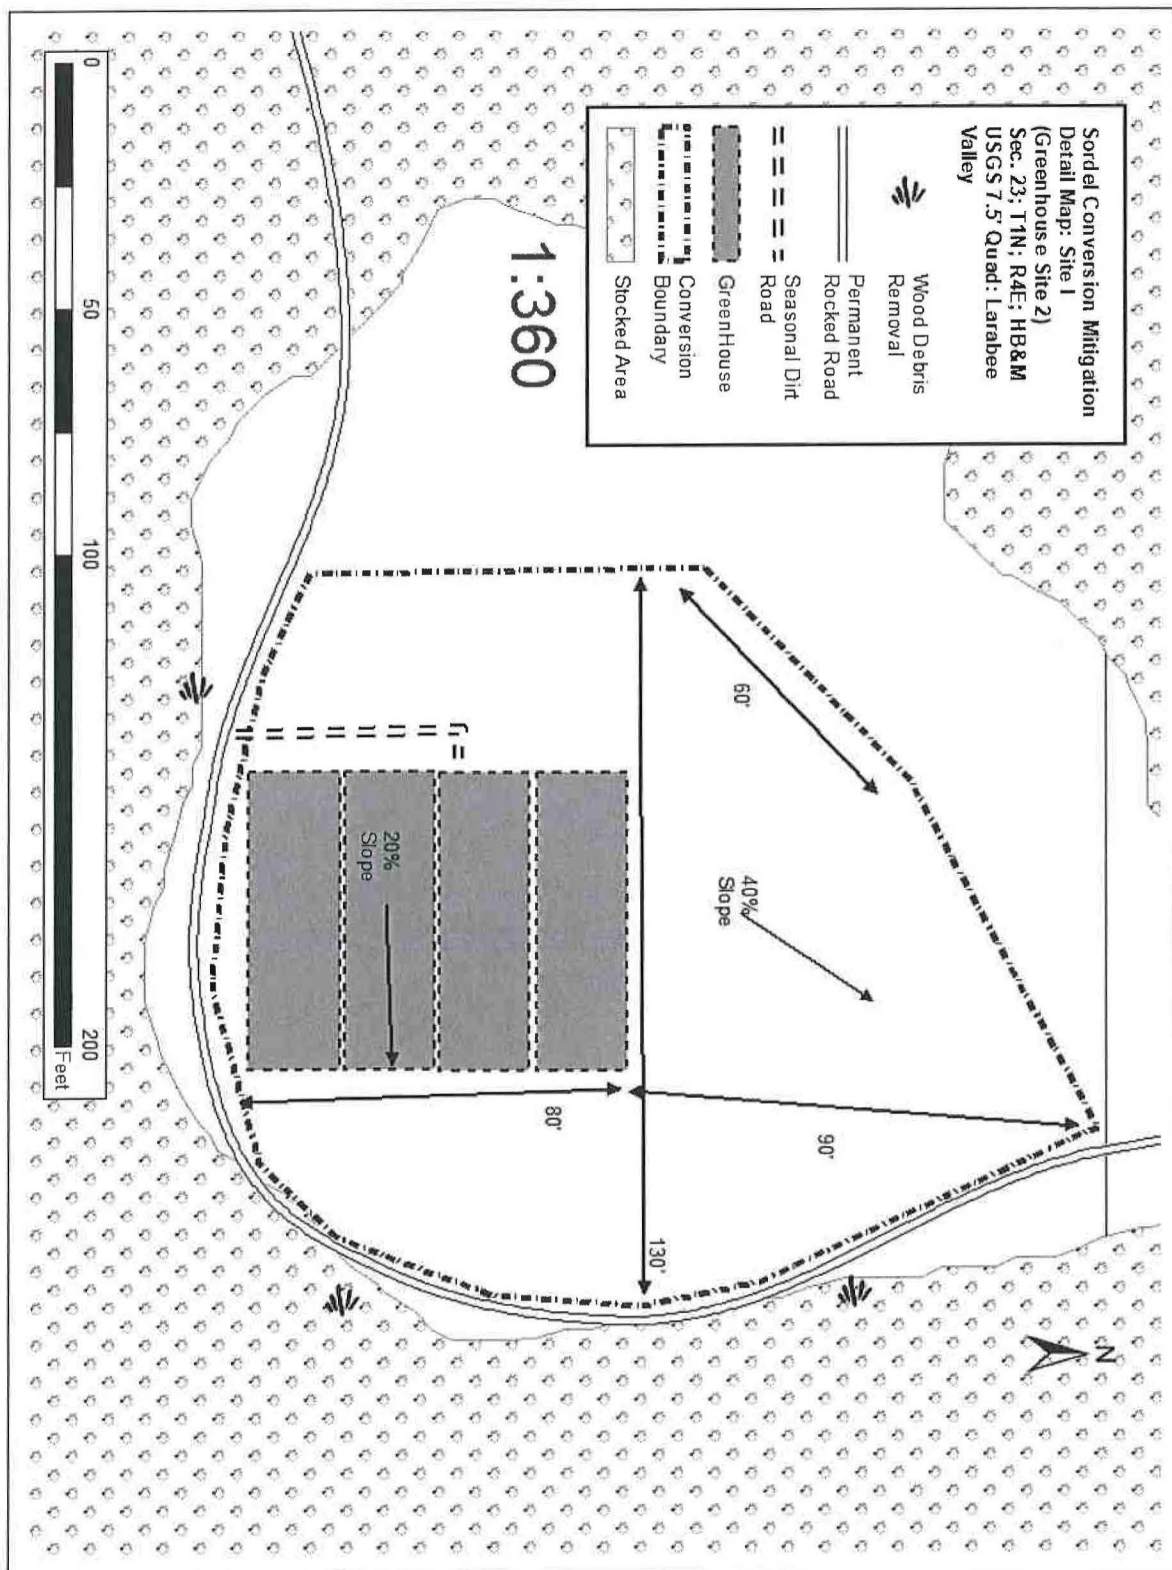 Sordel Conversion Mitigation
Detail Map: Site I
(Greenhouse Site 2)
Sec. 23; T1N; R4E; HB&M
USGS 7.5' Quad: Larabee
Valley
Wood Debris
Removal
Permanent
Rocked Road
Seasonal Dirt
Road
GreenHouse
Conversion
Boundary
Stocked Area
1:360
N
60'
40%
Slope
90'
130'
80'
20%
Slope
0
50
100
200
Feet